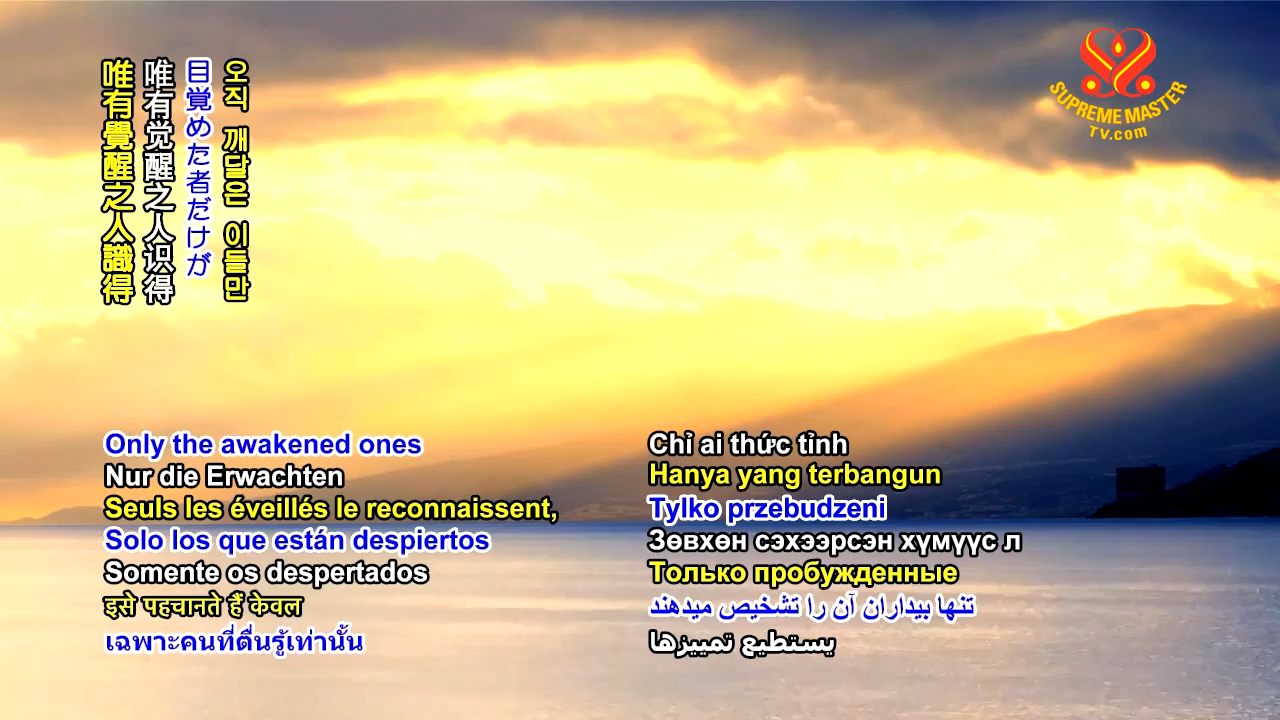 오직 깨달은 이들만
目覚めた者だけが
唯有觉醒之人识得
唯有覺醒之人識得
SUPREME MASTER
TV.com
Only the awakened ones
Nur die Erwachten
Seuls les éveillés le reconnaissent,
Solo los que están despiertos
Somente os despertados
इसे पहचानते हैं केवल
เฉพาะคนที่ตื่นรู้เท่านั้น
Chỉ ai thức tỉnh
Hanya yang terbangun
Tylko przebudzeni
Зөвхөн сэхээрсэн хүмүүс л
Только пробужденные
تنها بیداران آن را تشخیص میدهند
يستطيع تمييزها